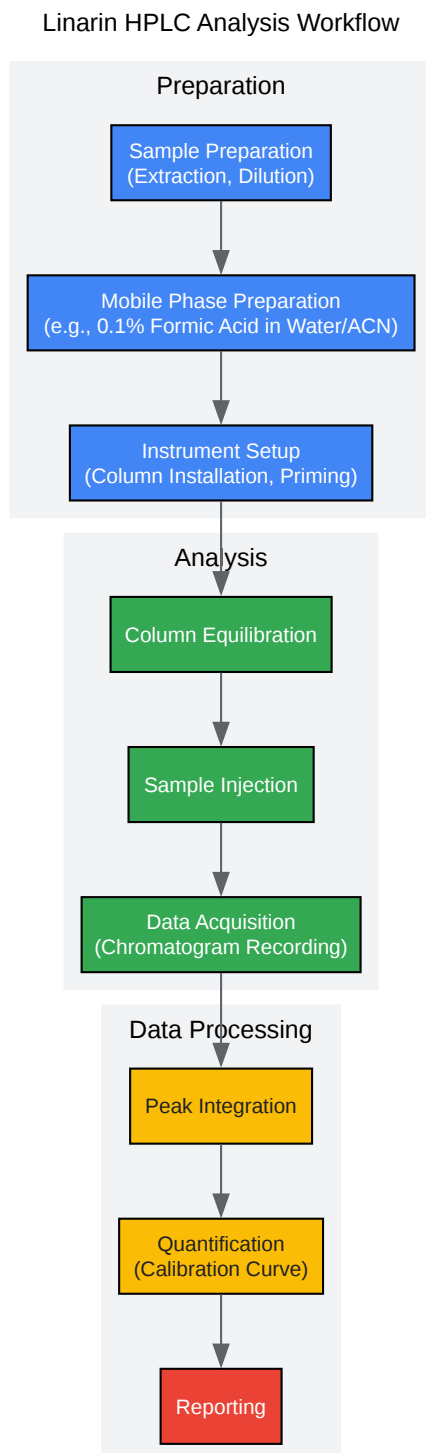 Linarin HPLC Analysis Workflow
Preparation
Sample Preparation
(Extraction, Dilution)
Mobile Phase Preparation
(e.g., 0.1% Formic Acid in Water/ACN)
Instrument Setup
(Column Installation, Priming)
Analysis
Column Equilibration
Sample Injection
Data Acquisition
(Chromatogram Recording)
Data Processing
Peak Integration
Quantification
(Calibration Curve)
Reporting